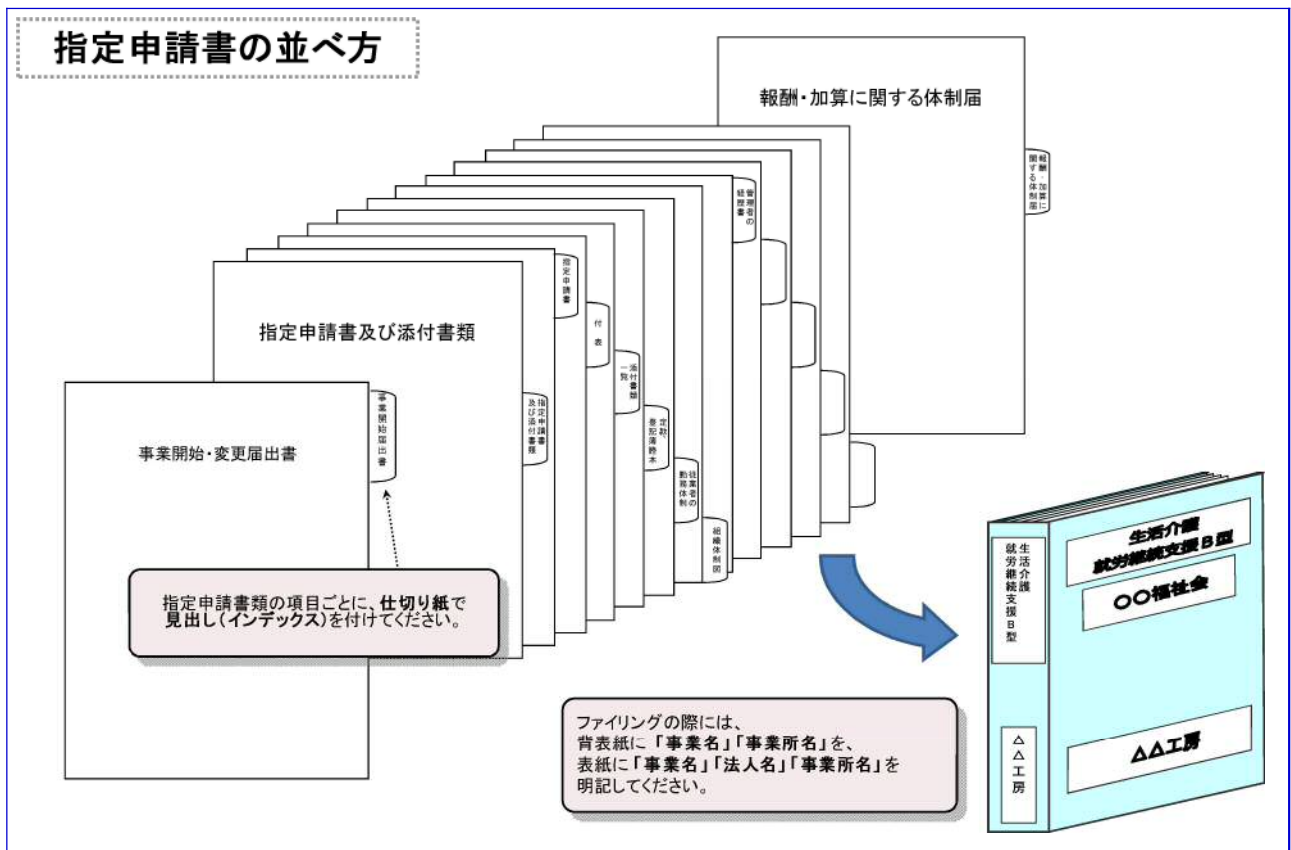 指定申請書の並べ方
報酬・加算に関する体制届
報酬・加算に
関する体制届
管理者の
経歴書
指定申請書
付表
添付書類
一覧
定款、
登記簿謄本
従業者の
勤務体制
組織体制図
指定申請書及び添付書類
指定申請書
及び添付書類
事業開始・変更届出書
事業開始届出書
指定申請書類の項目ごとに、仕切り紙で
見出し(インデックス)を付けてください。
ファイリングの際には、
背表紙に「事業名」「事業所名」を、
表紙に「事業名」「法人名」「事業所名」を
明記してください。
生活介護
就労継続支援B型
△△工房
生活介護
就労継続支援B型
〇〇福祉会
△△工房